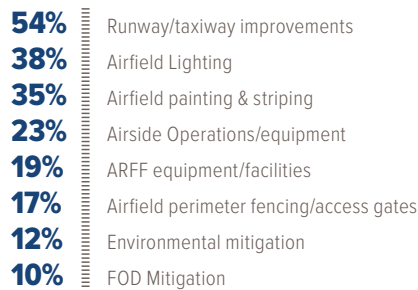 54% Runway/taxiway improvements
38% Airfield Lighting
35% Airfield painting & striping
23% Airside Operations/equipment
19% ARFF equipment/facilities
17% Airfield perimeter fencing/access gates
12% Environmental mitigation
10% FOD Mitigation